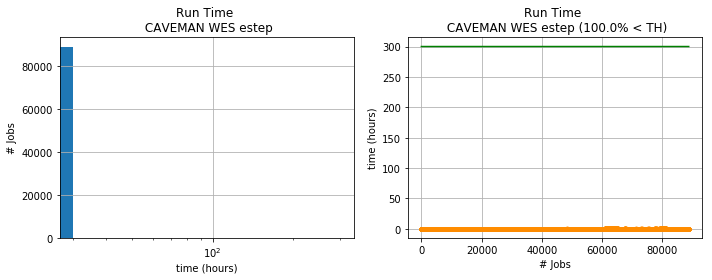 Run Time
CAVEMAN WES estep
# Jobs
80000
60000
40000
20000
0
10²
time (hours)
Run Time
CAVEMAN WES estep (100.0% < TH)
time (hours)
300
250
200
150
100
50
0
0 20000 40000 60000 80000
# Jobs